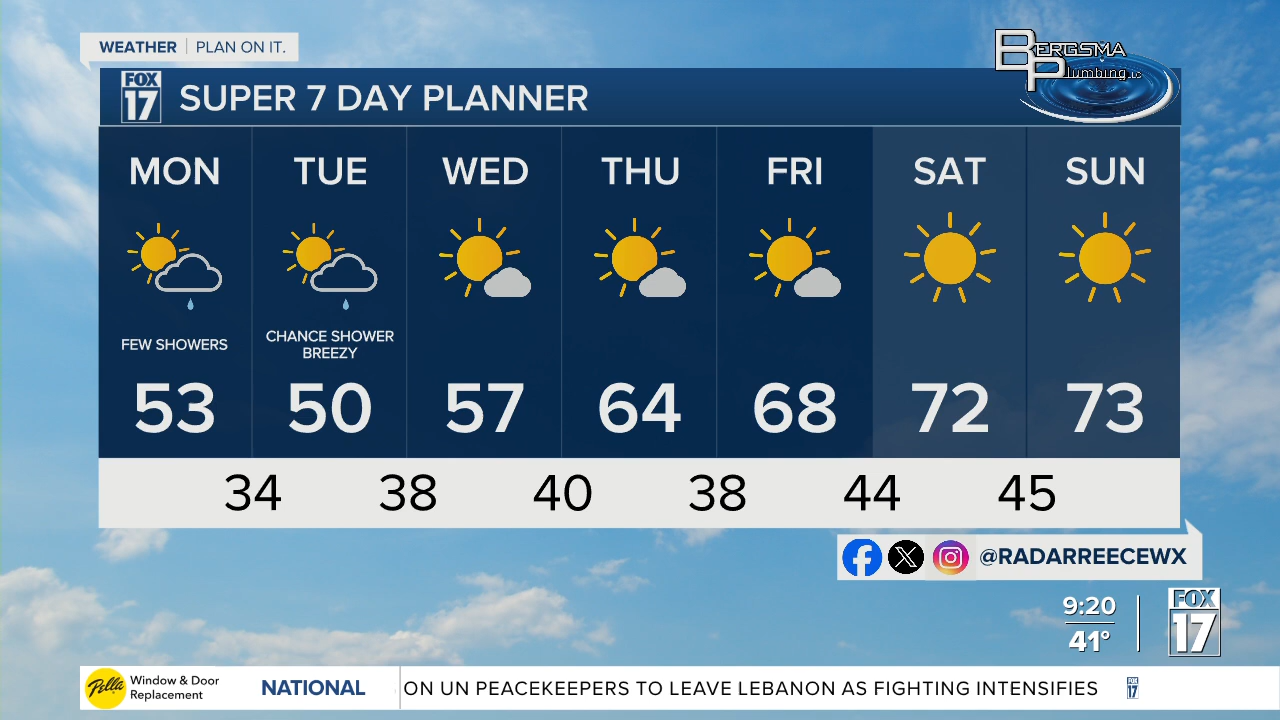 WEATHER | PLAN ON IT.
BERGSMA
Plumbing LLC
FOX
17
SUPER 7 DAY PLANNER
MON TUE WED THU FRI SAT SUN
FEW SHOWERS
CHANCE SHOWER
BREEZY
53 50 57 64 68 72 73
34 38 40 38 44 45
@RADARREECEWX
9:20
41°
FOX
17
Pella
Window & Door
Replacement
NATIONAL
ON UN PEACEKEEPERS TO LEAVE LEBANON AS FIGHTING INTENSIFIES
FOX
17